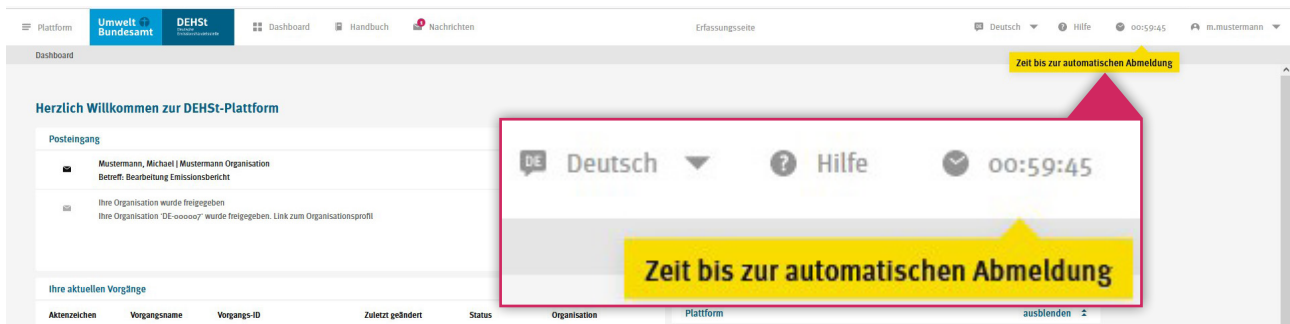 Plattform
Umwelt
Bundesamt
DEHSt
Deutsche
Emissionshandelsstelle
Dashboard
Handbuch
Nachrichten
Erfassungsseite
Deutsch
Hilfe
00:59:45
m.mustermann
Dashboard
Zeit bis zur automatischen Abmeldung
Herzlich Willkommen zur DEHSt-Plattform
Posteingang
Mustermann, Michael | Mustermann Organisation
Betreff: Bearbeitung Emissionsbericht
Ihre Organisation wurde freigegeben
Ihre Organisation 'DE-000007' wurde freigegeben. Link zum Organisationsprofil
DE Deutsch Hilfe 00:59:45
Zeit bis zur automatischen Abmeldung
Ihre aktuellen Vorgänge
Aktenzeichen Vorgangsname Vorgangs-ID Zuletzt geändert Status Organisation
Plattform ausblenden